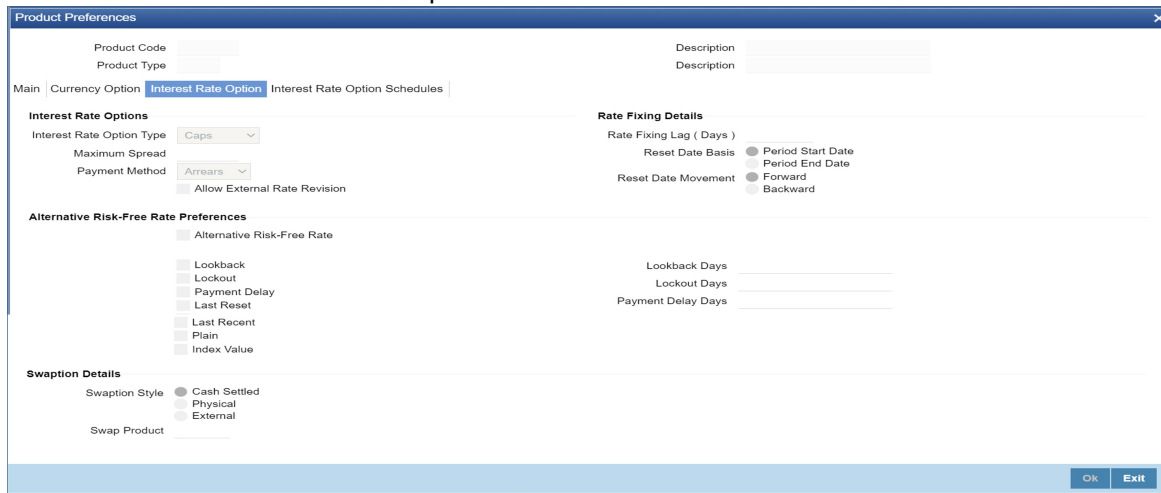 Product Preferences
Product Code
Description
Product Type
Description
Main
Currency Option
Interest Rate Option
Interest Rate Option Schedules
Interest Rate Options
Interest Rate Option Type
Caps
Maximum Spread
Payment Method
Arrears
Allow External Rate Revision
Rate Fixing Details
Rate Fixing Lag ( Days )
Reset Date Basis
Period Start Date
Period End Date
Reset Date Movement
Forward
Backward
Alternative Risk-Free Rate Preferences
Alternative Risk-Free Rate
Lookback
Lockout
Payment Delay
Last Reset
Last Recent
Plain
Index Value
Lookback Days
Lockout Days
Payment Delay Days
Swaption Details
Swaption Style
Cash Settled
Physical
External
Swap Product
Ok
Exit